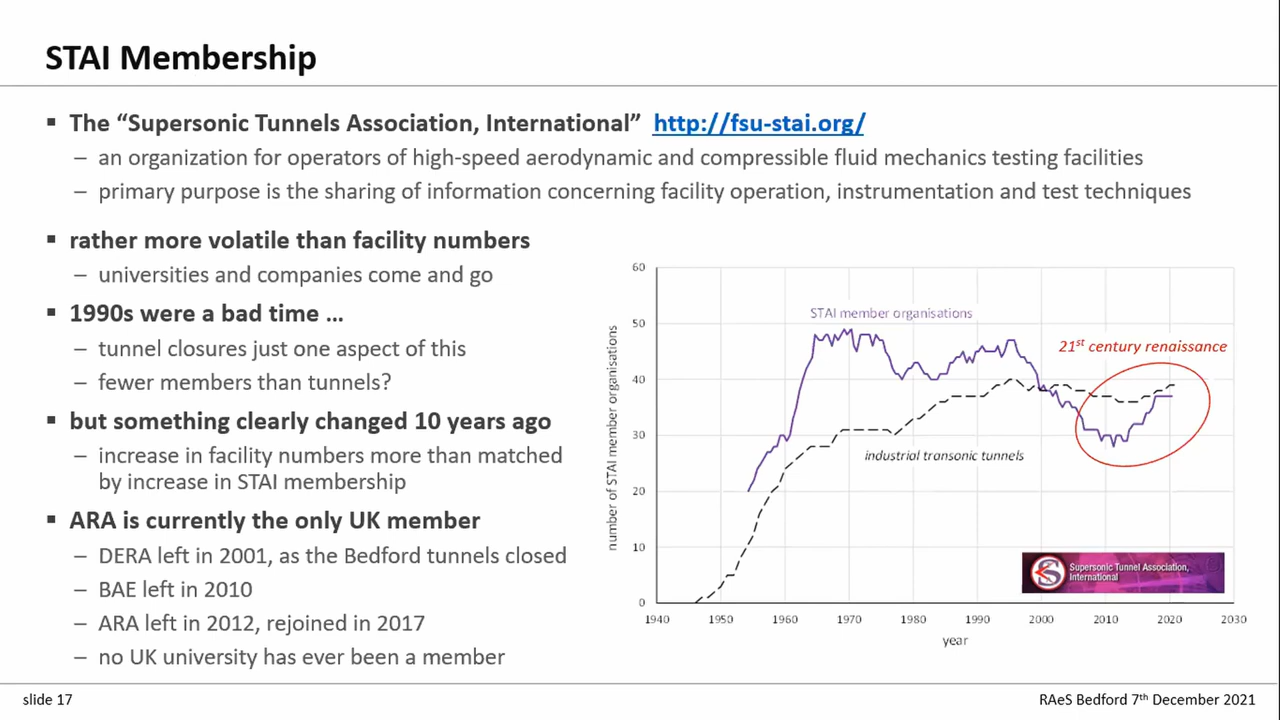 STAI Membership
▪ The “Supersonic Tunnels Association, International” http://fsu-stai.org/
– an organization for operators of high-speed aerodynamic and compressible fluid mechanics testing facilities
– primary purpose is the sharing of information concerning facility operation, instrumentation and test techniques
▪ rather more volatile than facility numbers
– universities and companies come and go
▪ 1990s were a bad time ...
– tunnel closures just one aspect of this
– fewer members than tunnels?
▪ but something clearly changed 10 years ago
– increase in facility numbers more than matched
by increase in STAI membership
▪ ARA is currently the only UK member
– DERA left in 2001, as the Bedford tunnels closed
– BAE left in 2010
– ARA left in 2012, rejoined in 2017
– no UK university has ever been a member
number of STAI member organisations
60
50
40
30
20
10
0
STAI member organisations
21st century renaissance
industrial transonic tunnels
Supersonic Tunnel Association,
International
1940 1950 1960 1970 1980 1990 2000 2010 2020 2030
year
slide 17
RAeS Bedford 7th December 2021